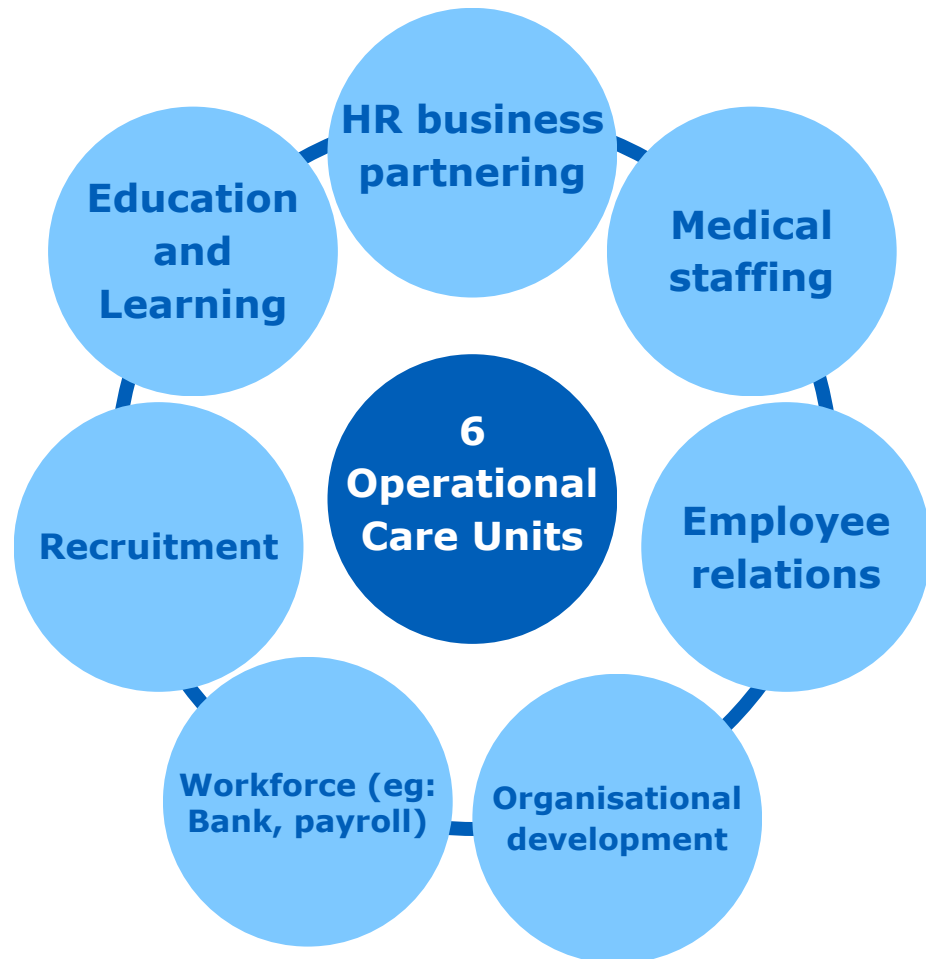 HR business
partnering
Medical
staffing
Employee
relations
Organisational
development
Workforce (eg:
Bank, payroll)
Recruitment
Education
and
Learning
6
Operational
Care Units